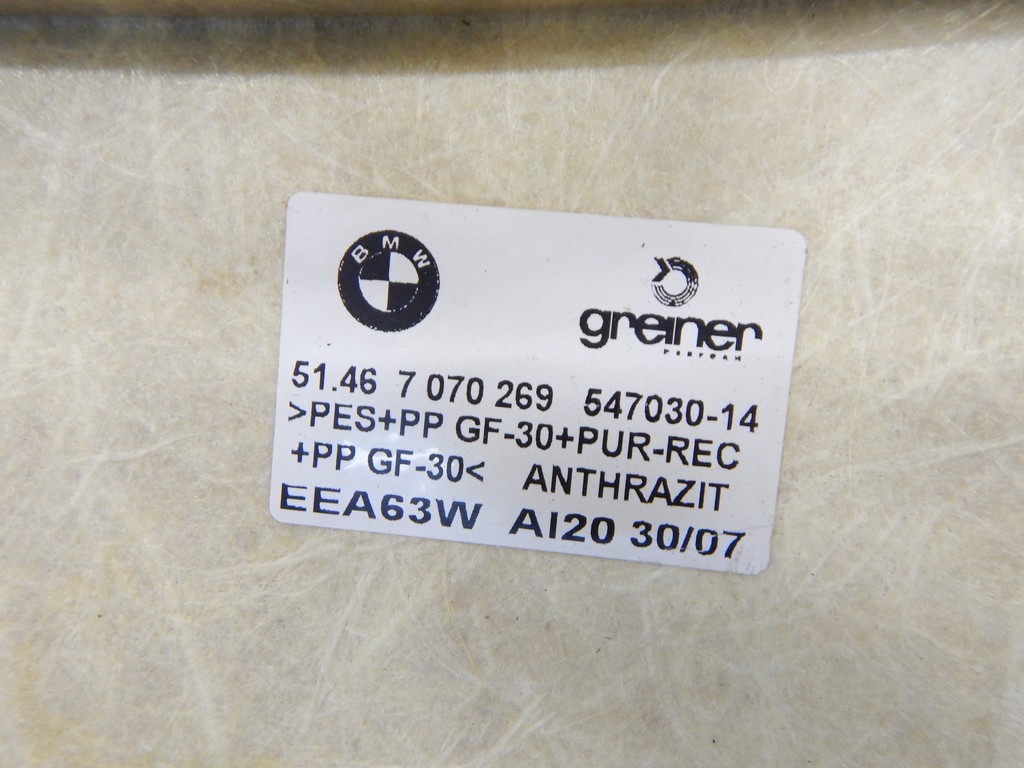 BMW
greiner
PERFOAM
51.46 7 070 269 547030-14
>PES+PP GF-30+PUR-REC
+PP GF-30< ANTHRAZIT
EEA63W AI20 30/07